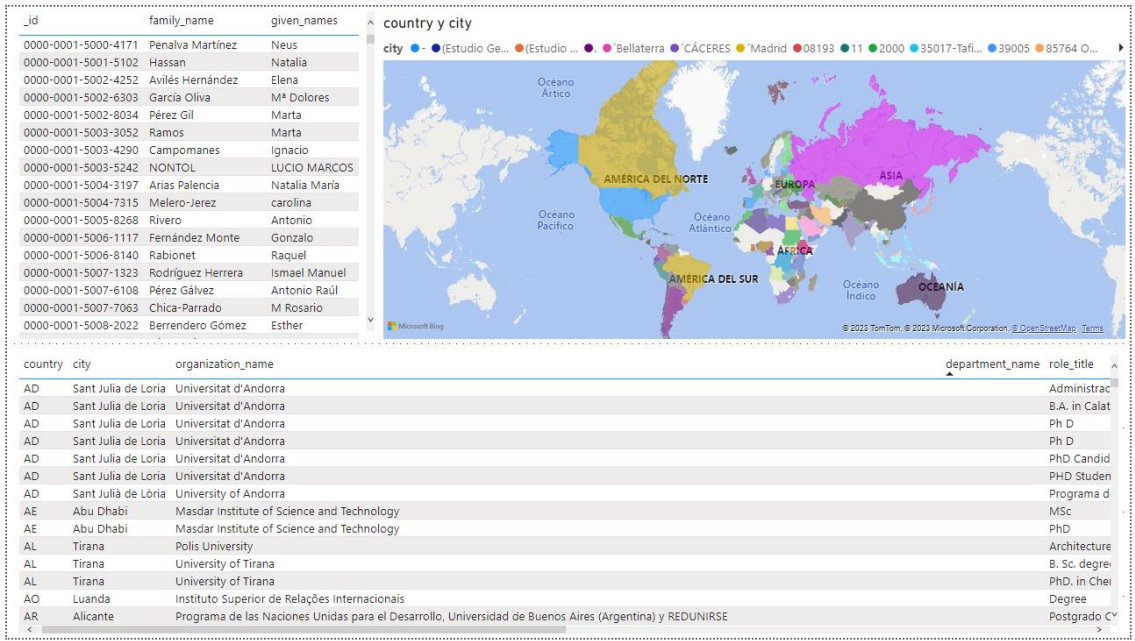 _id family_name given_names
0000-0001-5000-4171 Penalva Martínez Neus
0000-0001-5001-5102 Hassan Natalia
0000-0001-5002-4252 Avilés Hernández Elena
0000-0001-5002-6303 García Oliva Mª Dolores
0000-0001-5002-8034 Pérez Gil Marta
0000-0001-5003-3052 Ramos Marta
0000-0001-5003-4290 Campomanes Ignacio
0000-0001-5003-5242 NONTOL LUCIO MARCOS
0000-0001-5004-3197 Arias Palencia Natalia María
0000-0001-5004-7315 Melero-Jerez carolina
0000-0001-5005-8268 Rivero Antonio
0000-0001-5006-1117 Fernández Monte Gonzalo
0000-0001-5006-8140 Rabionet Raquel
0000-0001-5007-1323 Rodríguez Herrera Ismael Manuel
0000-0001-5007-6108 Pérez Gálvez Antonio Raúl
0000-0001-5007-7063 Chica-Parrado M Rosario
0000-0001-5008-2022 Berrendero Gómez Esther
country y city
city - (Estudio Ge... (Estudio ... . ´Bellaterra ´CÁCERES ´Madrid 08193 11 2000 35017-Tafi... 39005 85764 O...
Océano
Ártico
AMÉRICA DEL NORTE
EUROPA
ASIA
Océano
Pacífico
Océano
Atlántico
ÁFRICA
AMÉRICA DEL SUR
Océano
Índico
OCEANÍA
Microsoft Bing
© 2023 TomTom, © 2023 Microsoft Corporation, © OpenStreetMap Terms
country city organization_name department_name role_title
AD Sant Julia de Loria Universitat d'Andorra Administrac
AD Sant Julia de Loria Universitat d'Andorra B.A. in Calat
AD Sant Julia de Loria Universitat d'Andorra Ph D
AD Sant Julia de Loria Universitat d'Andorra Ph D
AD Sant Julia de Loria Universitat d'Andorra PhD Candid
AD Sant Julia de Loria Universitat d'Andorra PHD Studen
AD Sant Julià de Lòria University of Andorra Programa d
AE Abu Dhabi Masdar Institute of Science and Technology MSc
AE Abu Dhabi Masdar Institute of Science and Technology PhD
AL Tirana Polis University Architecture
AL Tirana University of Tirana B. Sc. degre
AL Tirana University of Tirana PhD. in Cher
AO Luanda Instituto Superior de Relações Internacionais Degree
AR Alicante Programa de las Naciones Unidas para el Desarrollo, Universidad de Buenos Aires (Argentina) y REDUNIRSE Postgrado C